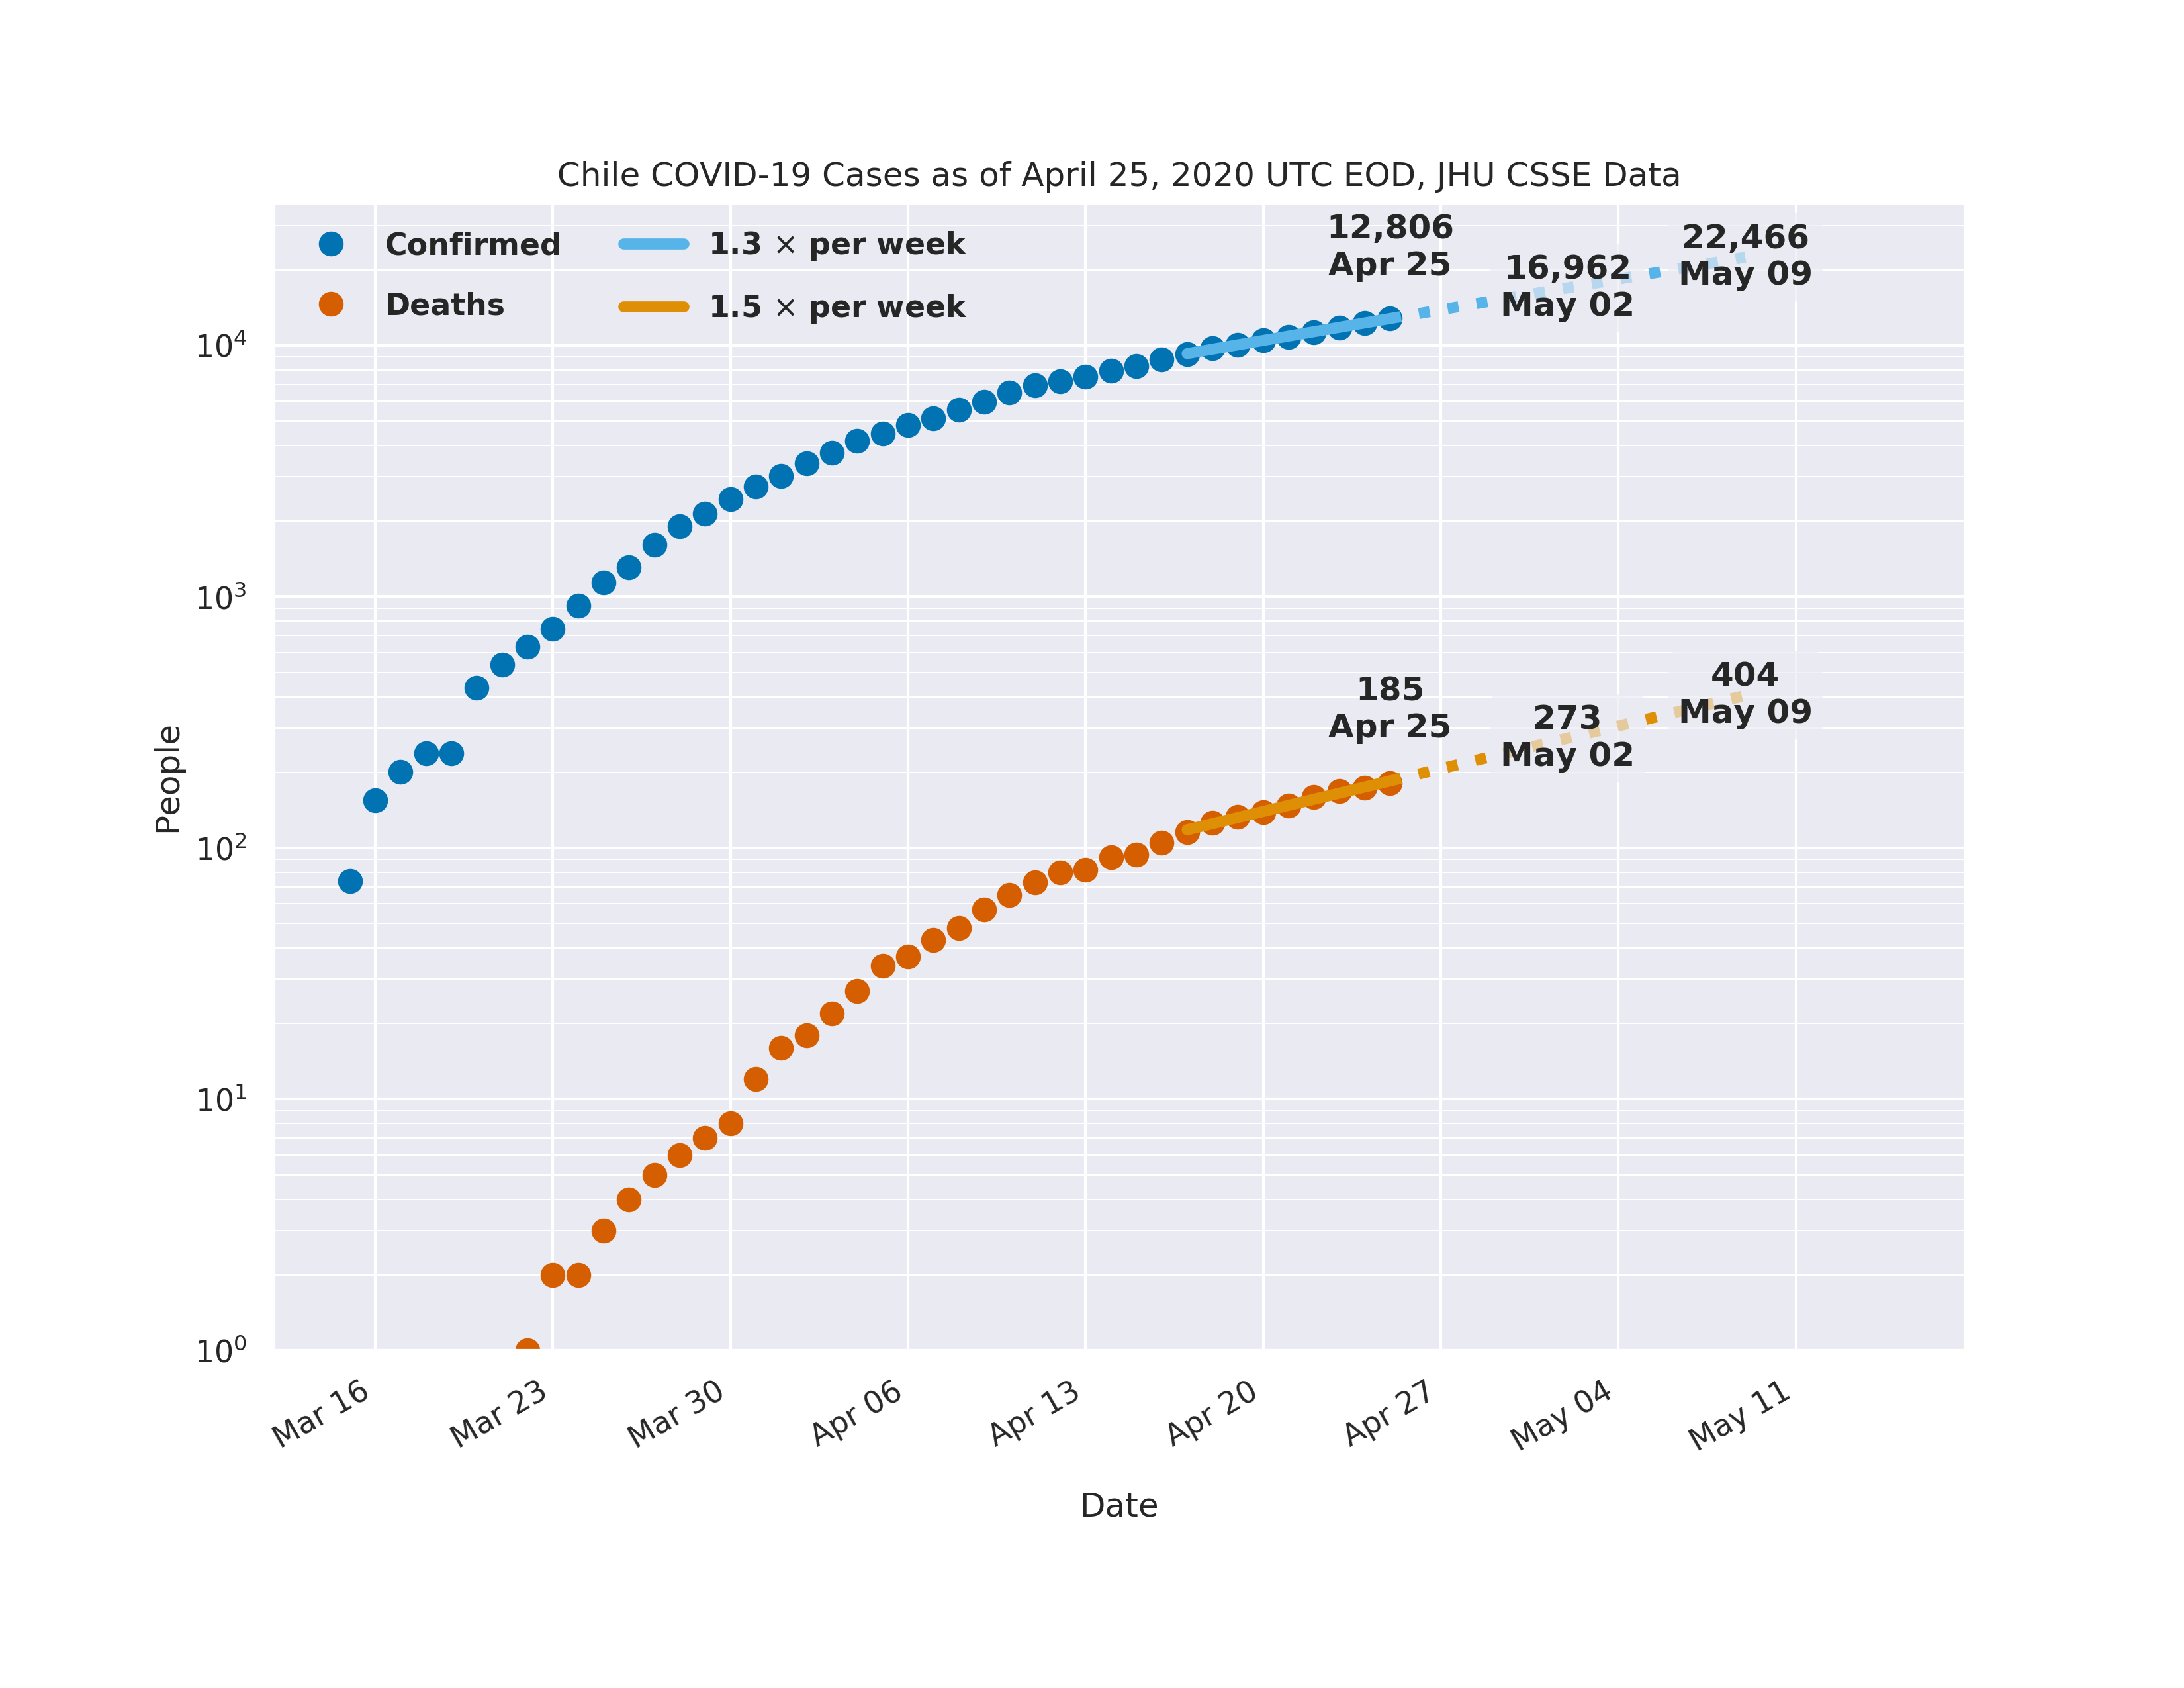 Chile COVID-19 Cases as of April 25, 2020 UTC EOD, JHU CSSE Data
Confirmed
Deaths
1.3 × per week
1.5 × per week
12,806
Apr 25
16,962
May 02
22,466
May 09
185
Apr 25
273
May 02
404
May 09
People
10⁴
10³
10²
10¹
10⁰
Mar 16
Mar 23
Mar 30
Apr 06
Apr 13
Apr 20
Apr 27
May 04
May 11
Date